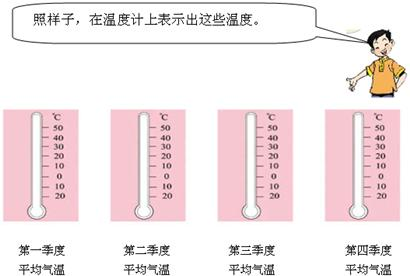 照样子，在温度计上表示出这些温度。
℃ ℃ ℃ ℃
50 50 50 50
40 40 40 40
30 30 30 30
20 20 20 20
10 10 10 10
0 0 0 0
10 10 10 10
20 20 20 20
第一季度 第二季度 第三季度 第四季度
平均气温 平均气温 平均气温 平均气温